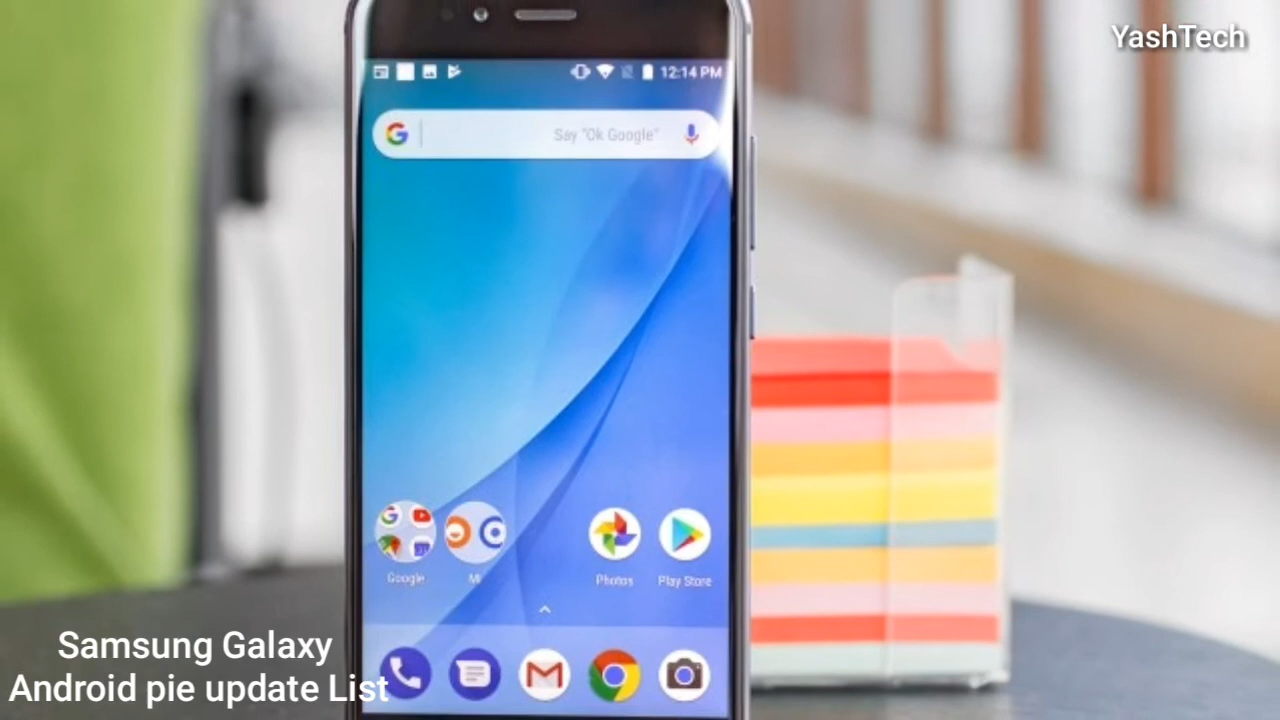 YashTech
12:14 PM
Say "Ok Google"
Google
Mi
Photos
Play Store
Samsung Galaxy
Android pie update List